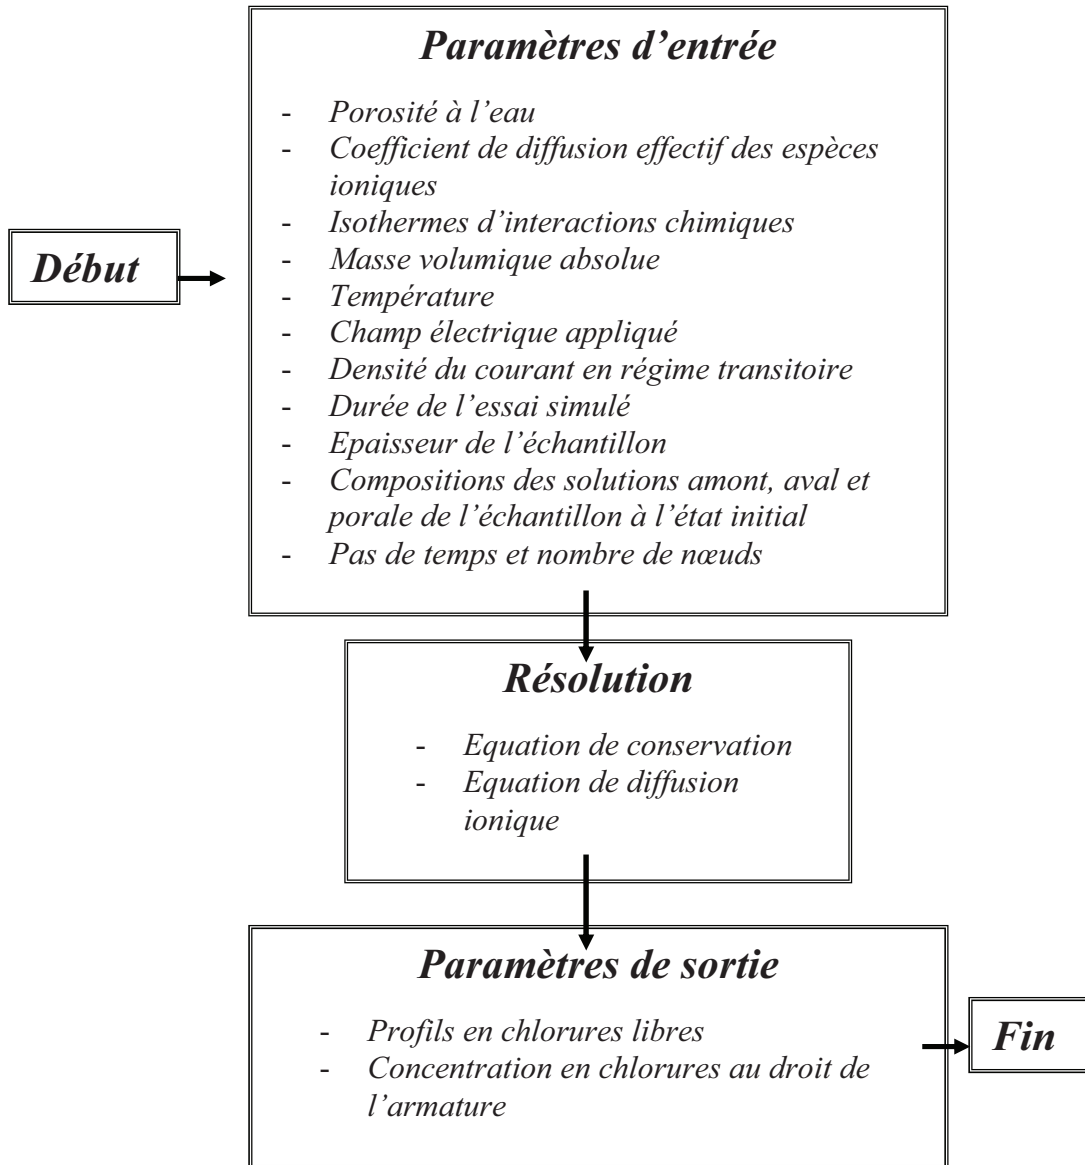 Début
Paramètres d’entrée
- Porosité à l’eau
- Coefficient de diffusion effectif des espèces
ioniques
- Isothermes d’interactions chimiques
- Masse volumique absolue
- Température
- Champ électrique appliqué
- Densité du courant en régime transitoire
- Durée de l’essai simulé
- Epaisseur de l’échantillon
- Compositions des solutions amont, aval et
porale de l’échantillon à l’état initial
- Pas de temps et nombre de nœuds
Résolution
- Equation de conservation
- Equation de diffusion
ionique
Paramètres de sortie
- Profils en chlorures libres
- Concentration en chlorures au droit de
l’armature
Fin